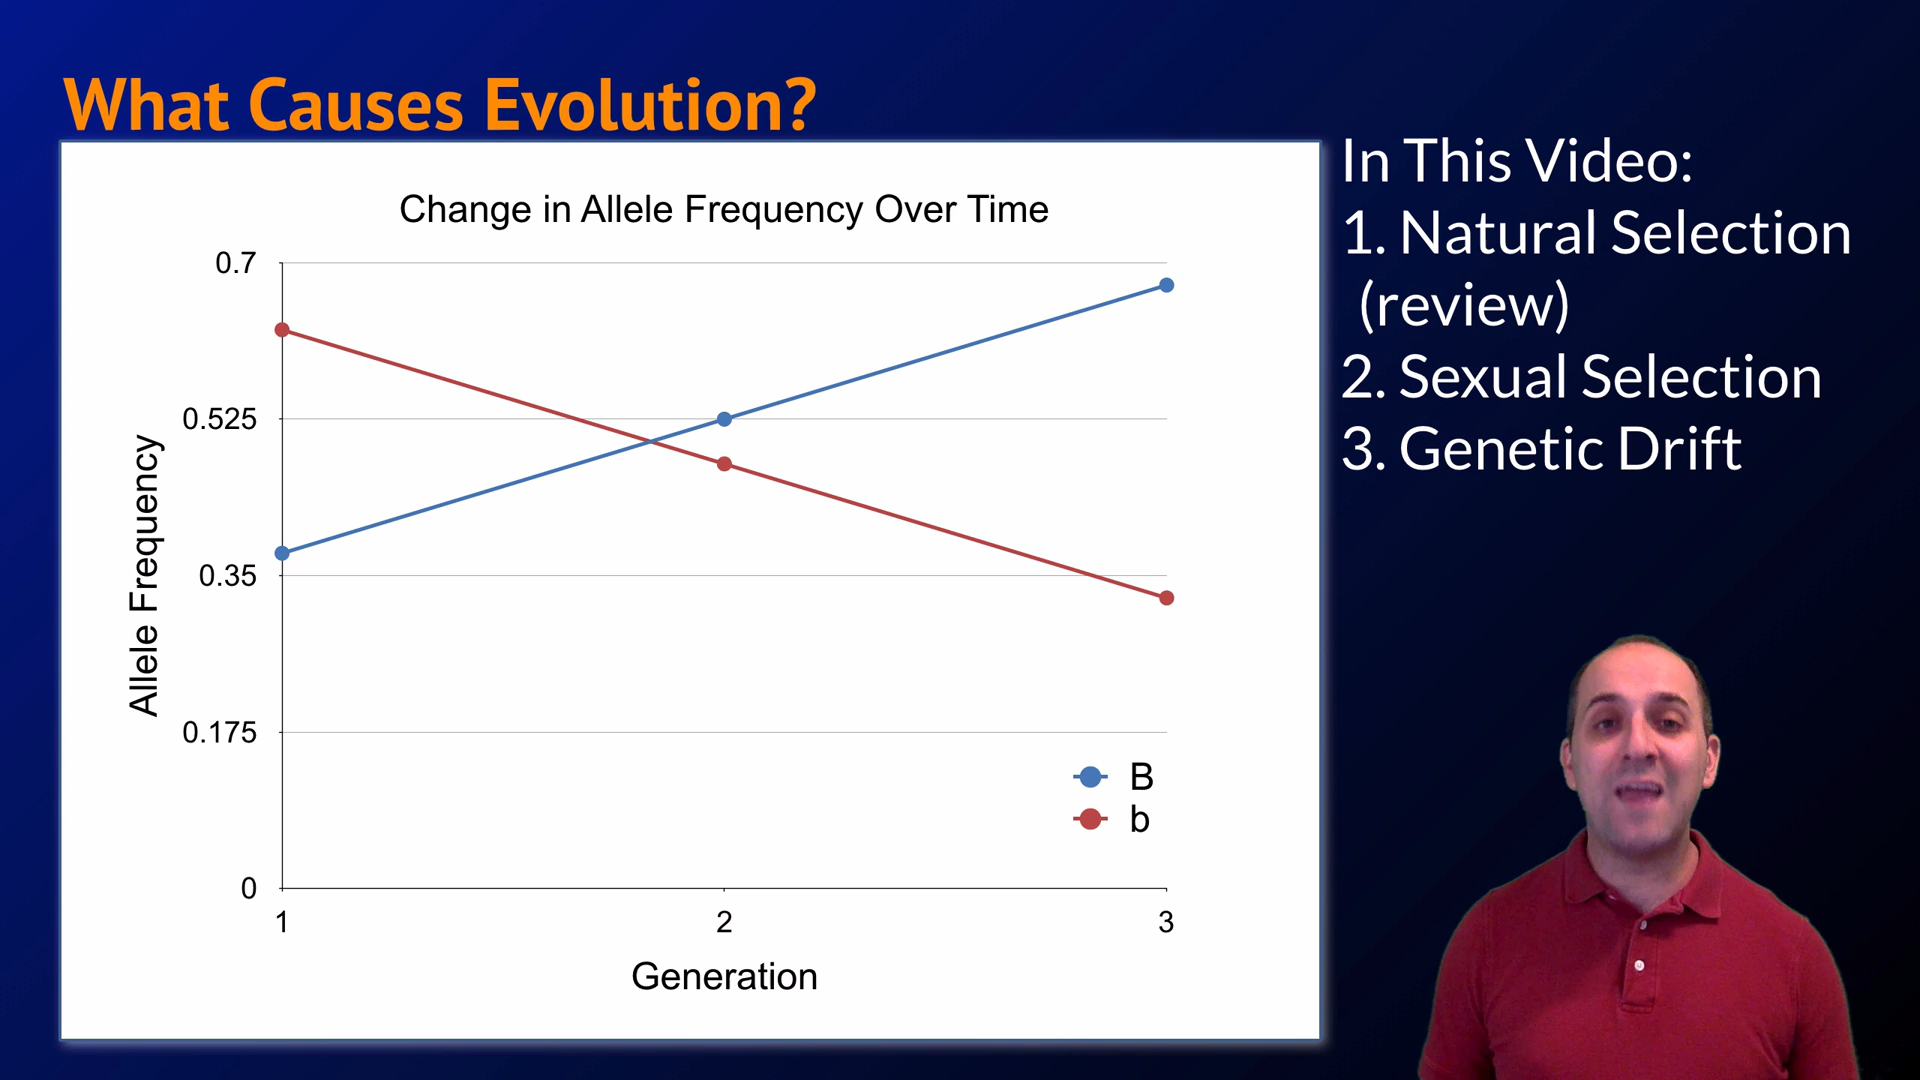 What Causes Evolution?
Change in Allele Frequency Over Time
0.7
0.525
0.35
0.175
0
Allele Frequency
1
2
3
Generation
B
b
In This Video:
1. Natural Selection
(review)
2. Sexual Selection
3. Genetic Drift